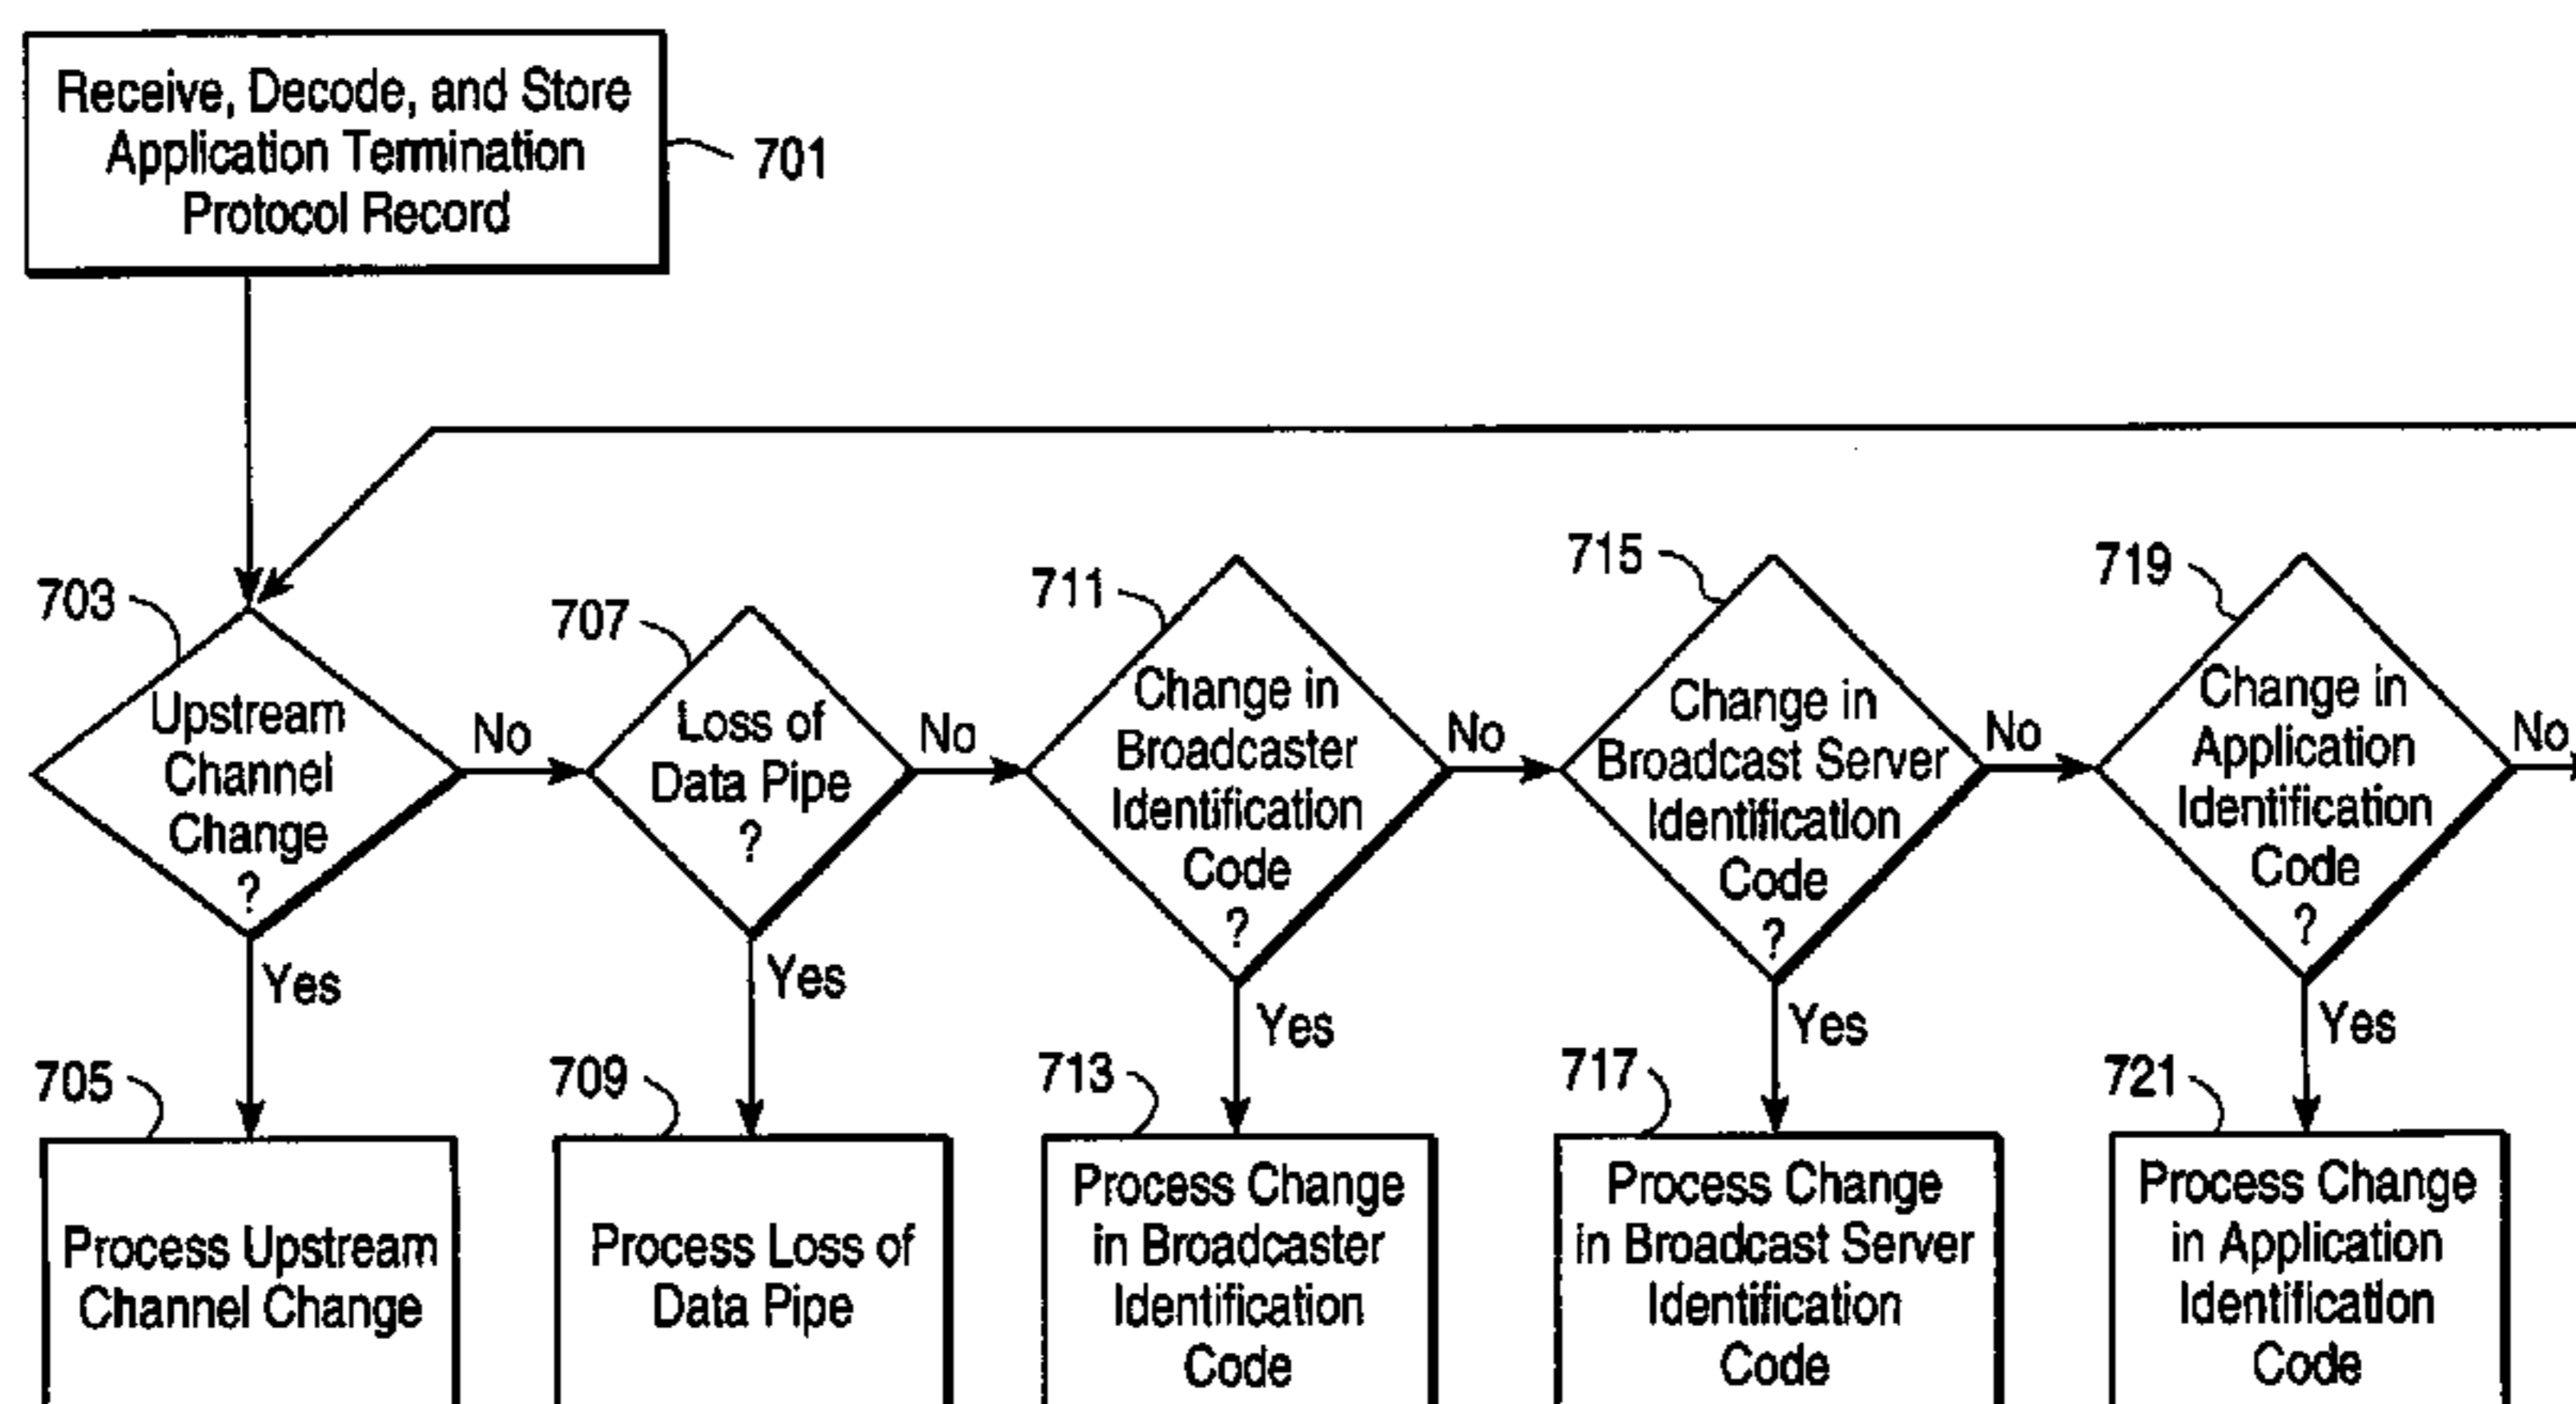 Receive, Decode, and Store
Application Termination
Protocol Record
701
703
Upstream
Channel
Change
?
No
Yes
707
Loss of
Data Pipe
?
No
Yes
711
Change in
Broadcaster
Identification
Code
?
No
Yes
715
Change in
Broadcast Server
Identification
Code
?
No
Yes
719
Change in
Application
Identification
Code
?
No
Yes
705
Process Upstream
Channel Change
709
Process Loss of
Data Pipe
713
Process Change
in Broadcaster
Identification
Code
717
Process Change
in Broadcast Server
Identification
Code
721
Process Change
in Application
Identification
Code